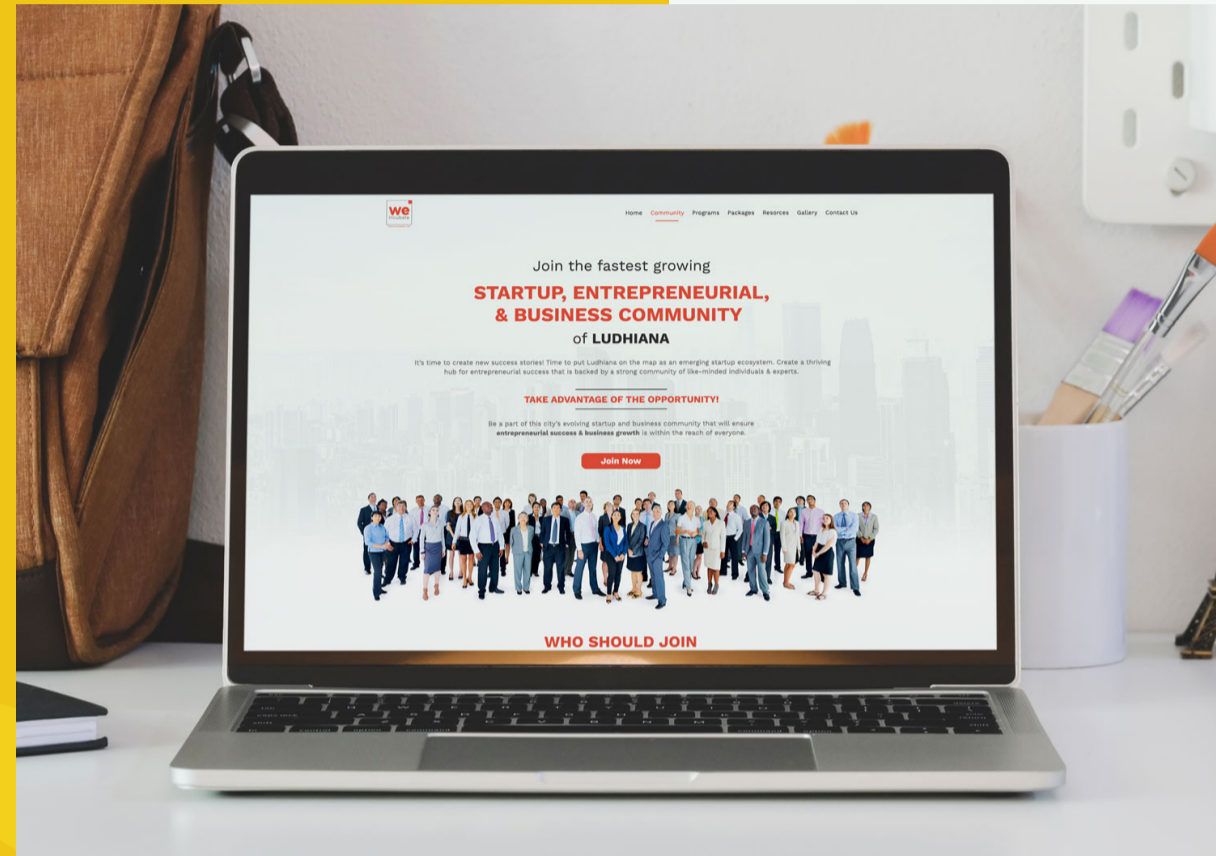 we
Home Community Programs Packages Resorces Gallery Contact Us
Join the fastest growing
STARTUP, ENTREPRENEURIAL,
& BUSINESS COMMUNITY
of LUDHIANA
It's time to create new success stories! Time to put Ludhiana on the map as an emerging startup ecosystem. Create a thriving
hub for entrepreneurial success that is backed by a strong community of like-minded individuals & experts.
TAKE ADVANTAGE OF THE OPPORTUNITY!
Be a part of this city's evolving startup and business community that will ensure
entrepreneurial success & business growth is within the reach of everyone.
Join Now
WHO SHOULD JOIN